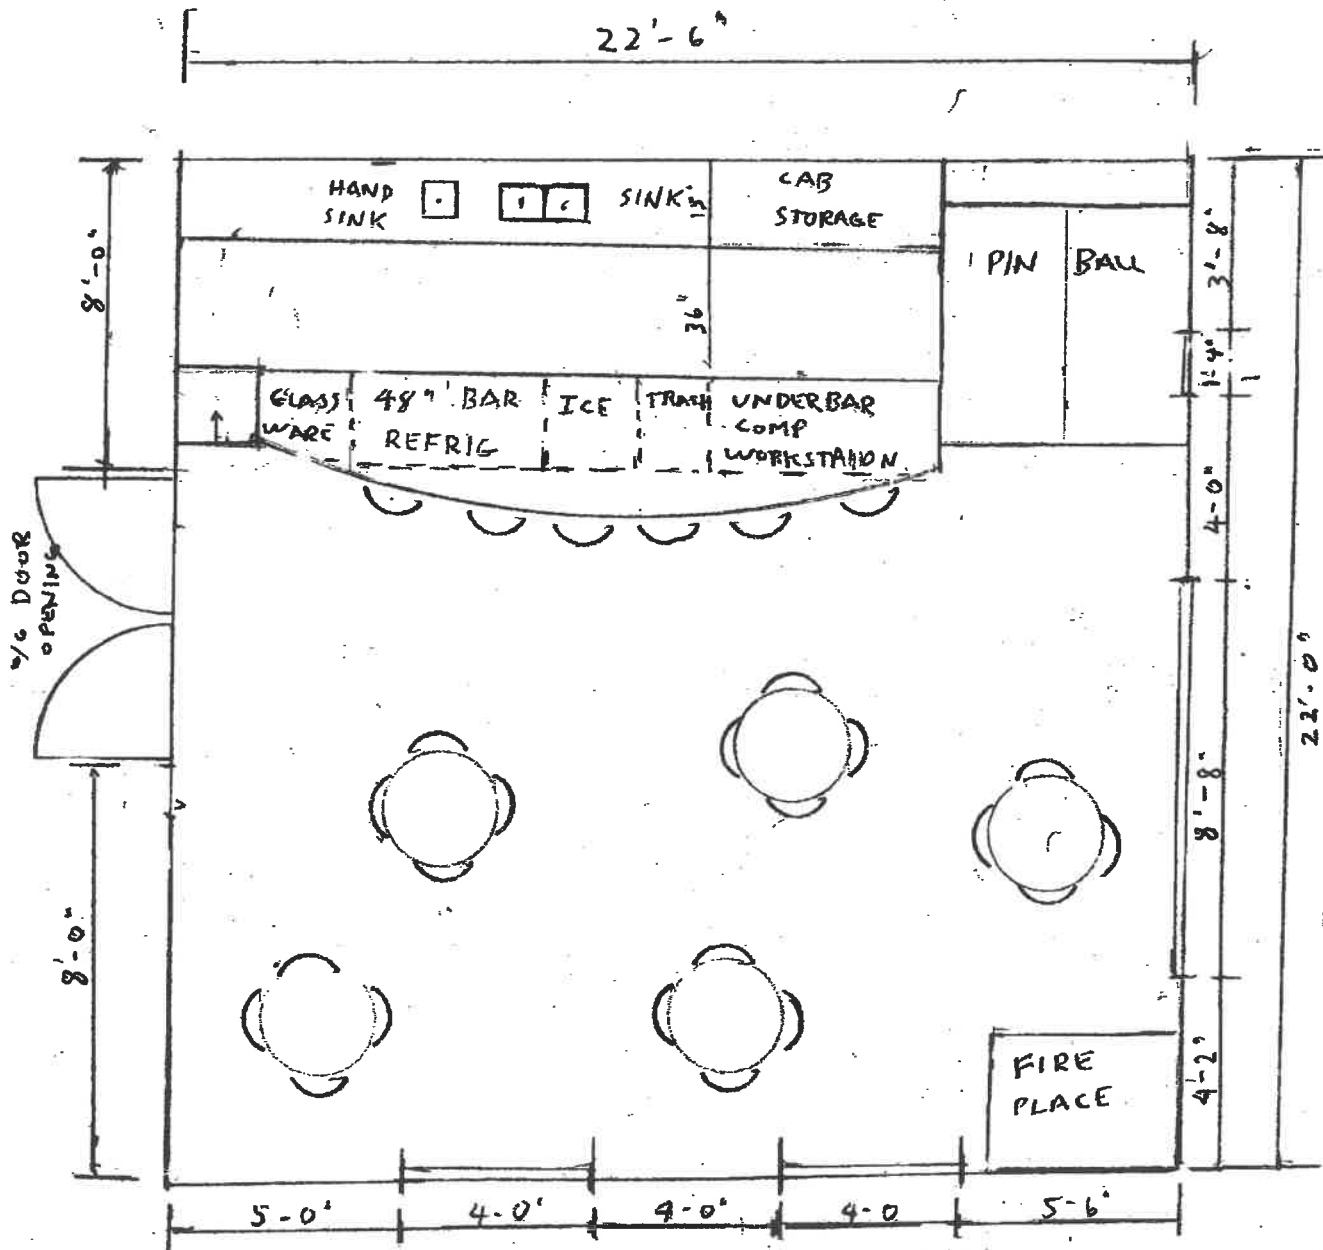 22'-6"
HAND
SINK
SINK'S
CAB
STORAGE
PIN BALL
8'-0"
3'-8"
36"
1'-4"
GLASS
WARE
48" BAR
REFRIG
ICE
TRASH
UNDERBAR
COMP
WORKSTATION
4'-0"
DOOR
OPENING
22'-0"
8'-8"
8'-0"
FIRE
PLACE
4'-2"
5-0'
4-0'
4-0"
4-0
5-6"